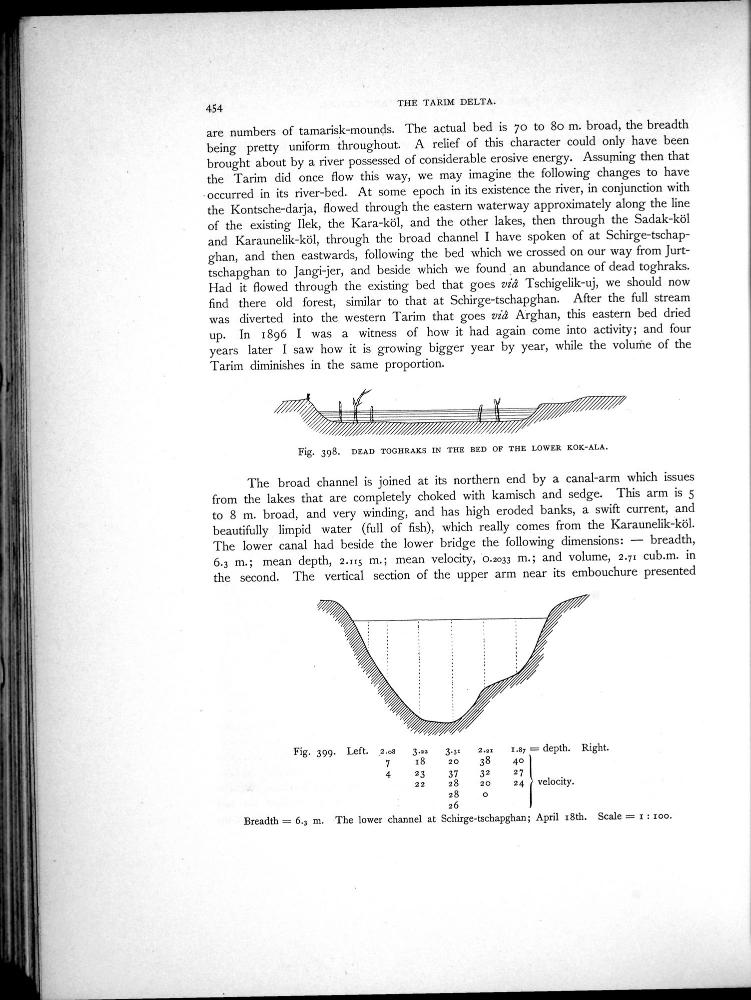 454
THE TARIM DELTA.
are numbers of tamarisk-mounds. The actual bed is 70 to 80 m. broad, the breadth
being pretty uniform throughout. A relief of this character could only have been
brought about by a river possessed of considerable erosive energy. Assuming then that
the Tarim did once flow this way, we may imagine the following changes to have
occurred in its river-bed. At some epoch in its existence the river, in conjunction with
the Kontsche-darja, flowed through the eastern waterway approximately along the line
of the existing Ilek, the Kara-köl, and the other lakes, then through the Sadak-köl
and Karaunelik-köl, through the broad channel I have spoken of at Schirge-tschap-
ghan, and then eastwards, following the bed which we crossed on our way from Jurt-
tschapghan to Jangi-jer, and beside which we found an abundance of dead toghraks.
Had it flowed through the existing bed that goes viâ Tschigelik-uj, we should now
find there old forest, similar to that at Schirge-tschapghan. After the full stream
was diverted into the western Tarim that goes viâ Arghan, this eastern bed dried
up. In 1896 I was a witness of how it had again come into activity; and four
years later I saw how it is growing bigger year by year, while the volume of the
Tarim diminishes in the same proportion.
Fig. 398. DEAD TOGHRAKS IN THE BED OF THE LOWER KOK-ALA.
The broad channel is joined at its northern end by a canal-arm which issues
from the lakes that are completely choked with kamisch and sedge. This arm is 5
to 8 m. broad, and very winding, and has high eroded banks, a swift current, and
beautifully limpid water (full of fish), which really comes from the Karaunelik-köl.
The lower canal had beside the lower bridge the following dimensions: — breadth,
6.3 m.; mean depth, 2.115 m.; mean velocity, 0.2033 m.; and volume, 2.71 cub.m. in
the second. The vertical section of the upper arm near its embouchure presented
Fig. 399. Left. 2.08 3.22 3.31 2.21 1.87 = depth. Right.
7 18 20 38 40
4 23 37 32 27
22 28 20 24 velocity.
28 0
26
Breadth = 6.3 m. The lower channel at Schirge-tschapghan; April 18th. Scale = 1 : 100.